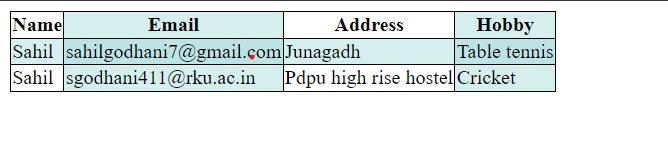 Name Email Address Hobby
Sahil sahilgodhani7@gmail.com Junagadh Table tennis
Sahil sgodhani411@rku.ac.in Pdpu high rise hostel Cricket